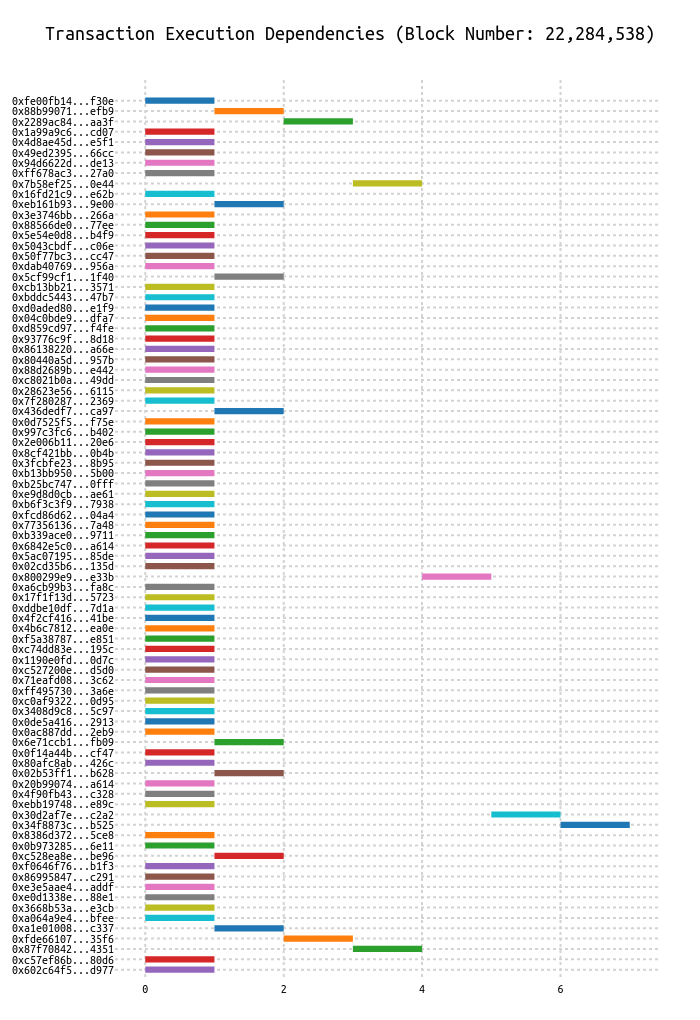 Transaction Execution Dependencies (Block Number: 22,284,538)
0xfe00fb14...f30e
0x88b99071...efb9
0x2289ac84...aa3f
0x1a99a9c6...cd07
0x4d8ae45d...e5f1
0x49ed2395...66cc
0x94d6622d...de13
0xff678ac3...27a0
0x7b58ef25...0e44
0x16fd21c9...e62b
0xeb161b93...9e00
0x3e3746bb...266a
0x88566de0...77ee
0x5e54e0d8...b4f9
0x5043cbdf...c06e
0x50f77bc3...cc47
0xdab40769...956a
0x5cf99cf1...1f40
0xcb13bb21...3571
0xbddc5443...47b7
0xd0aded80...e1f9
0x04c0bde9...dfa7
0xd859cd97...f4fe
0x93776c9f...8d18
0x86138220...a66e
0x80440a5d...957b
0x88d2689b...e442
0xc8021b0a...49dd
0x28623e56...6115
0x7f280287...2369
0x436dedf7...ca97
0x0d7525f5...f75e
0x997c3fc6...b402
0x2e006b11...20e6
0x8cf421bb...0b4b
0x3fcbfe23...8b95
0xb13bb950...5b00
0xb25bc747...0fff
0xe9d8d0cb...ae61
0xb6f3c3f9...7938
0xfcd86d62...04a4
0x77356136...7a48
0xb339ace0...9711
0x6842e5c0...a614
0x5ac07195...85de
0x02cd35b6...135d
0x800299e9...e33b
0xa6cb99b3...fa8c
0x17f1f13d...5723
0xddbe10df...7d1a
0x4f2cf416...41be
0x4b6c7812...ea0e
0xf5a38787...e851
0xc74dd83e...195c
0x1190e0fd...0d7c
0xc527200e...d5d0
0x71eafd08...3c62
0xff495730...3a6e
0xc0af9322...0d95
0x3408d9c8...5c97
0x0de5a416...2913
0x0ac887dd...2eb9
0x6e71ccb1...fb09
0x0f14a44b...cf47
0x80afc8ab...426c
0x02b53ff1...b628
0x20b99074...a614
0x4f90fb43...c328
0xebb19748...e89c
0x30d2af7e...c2a2
0x34f8873c...b525
0x8386d372...5ce8
0x0b973285...6e11
0xc528ea8e...be96
0xf0646f76...b1f3
0x86995847...c291
0xe3e5aae4...addf
0xe0d1338e...88e1
0x3668b53a...e3cb
0xa064a9e4...bfee
0xa1e01008...c337
0xfde66107...35f6
0x87f70842...4351
0xc57ef86b...80d6
0x602c64f5...d977
0 2 4 6